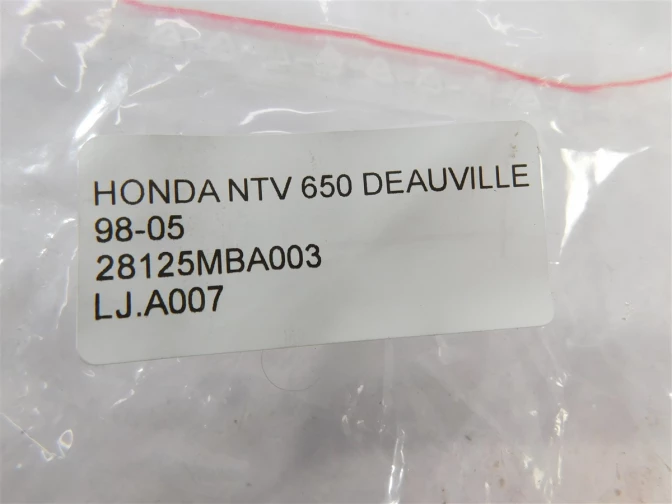 HONDA NTV 650 DEAUVILLE
98-05
28125MBA003
LJ.A007